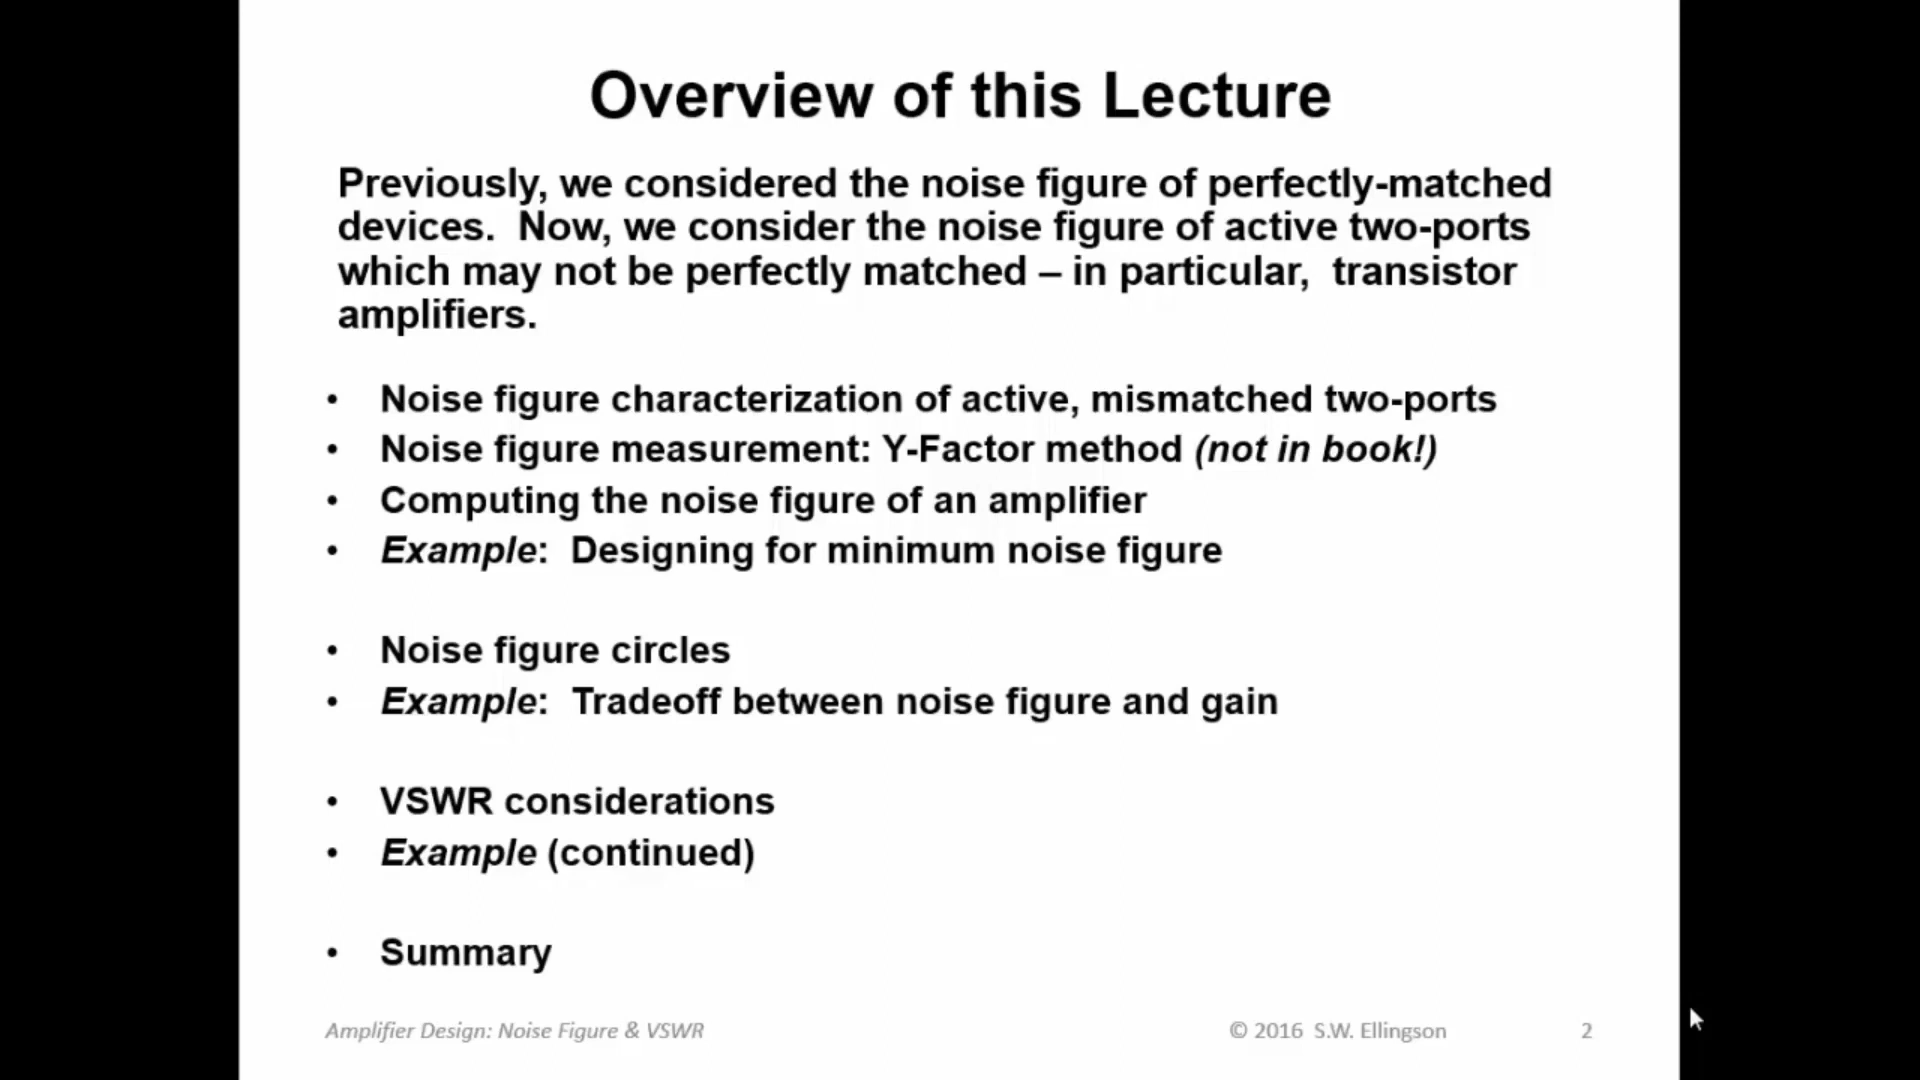 Overview of this Lecture
Previously, we considered the noise figure of perfectly-matched
devices.  Now, we consider the noise figure of active two-ports
which may not be perfectly matched – in particular,  transistor
amplifiers.
• Noise figure characterization of active, mismatched two-ports
• Noise figure measurement: Y-Factor method (not in book!)
• Computing the noise figure of an amplifier
• Example:  Designing for minimum noise figure
• Noise figure circles
• Example:  Tradeoff between noise figure and gain
• VSWR considerations
• Example (continued)
• Summary
Amplifier Design: Noise Figure & VSWR
© 2016  S.W. Ellingson
2